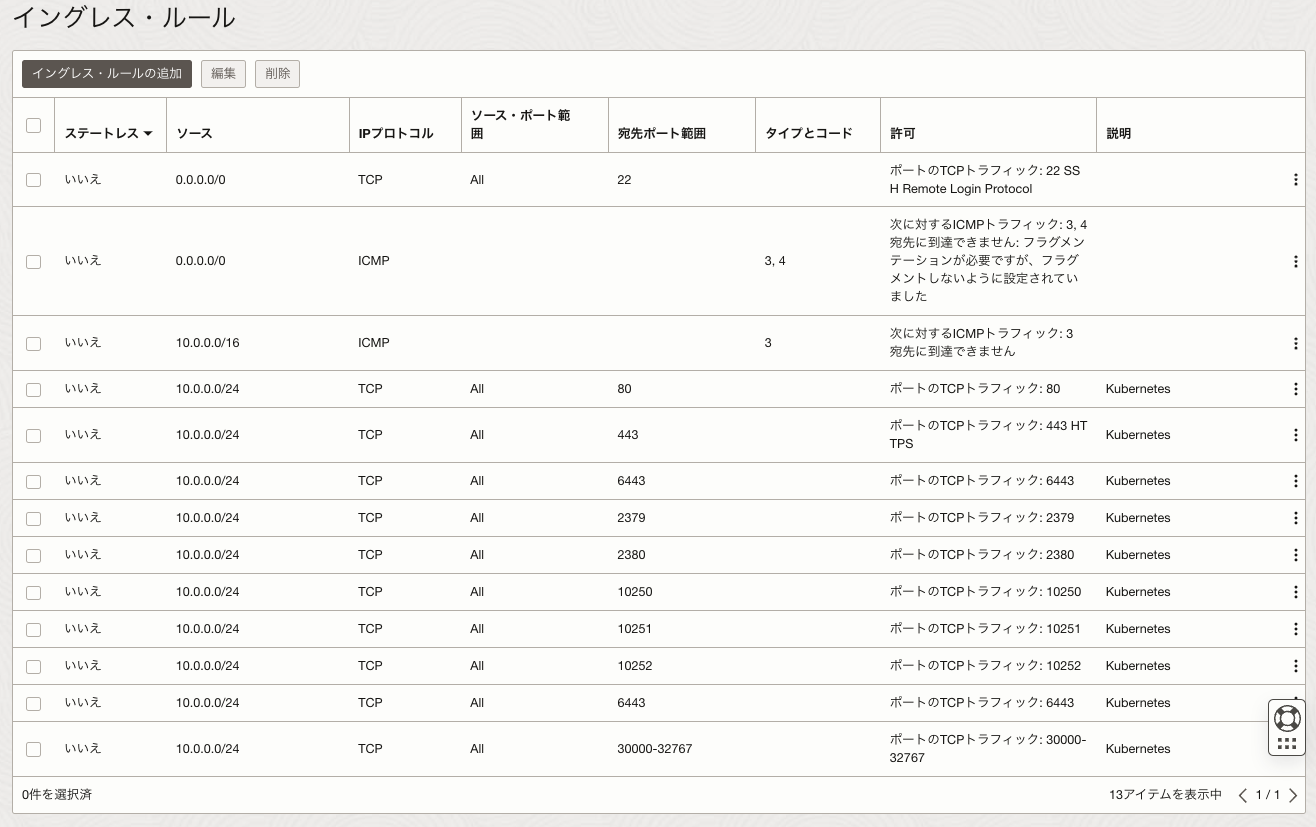 イングレス・ルール
イングレス・ルールの追加 編集 削除
ステートレス ソース IPプロトコル ソース・ポート範囲 宛先ポート範囲 タイプとコード 許可 説明
いいえ 0.0.0.0/0 TCP All 22 ポートのTCPトラフィック: 22 SS
H Remote Login Protocol
いいえ 0.0.0.0/0 ICMP 3, 4 次に対するICMPトラフィック: 3, 4
宛先に到達できません: フラグメン
テーションが必要ですが、フラグ
メントしないように設定されてい
ました
いいえ 10.0.0.0/16 ICMP 3 次に対するICMPトラフィック: 3
宛先に到達できません
いいえ 10.0.0.0/24 TCP All 80 ポートのTCPトラフィック: 80 Kubernetes
いいえ 10.0.0.0/24 TCP All 443 ポートのTCPトラフィック: 443 HT
TPS Kubernetes
いいえ 10.0.0.0/24 TCP All 6443 ポートのTCPトラフィック: 6443 Kubernetes
いいえ 10.0.0.0/24 TCP All 2379 ポートのTCPトラフィック: 2379 Kubernetes
いいえ 10.0.0.0/24 TCP All 2380 ポートのTCPトラフィック: 2380 Kubernetes
いいえ 10.0.0.0/24 TCP All 10250 ポートのTCPトラフィック: 10250 Kubernetes
いいえ 10.0.0.0/24 TCP All 10251 ポートのTCPトラフィック: 10251 Kubernetes
いいえ 10.0.0.0/24 TCP All 10252 ポートのTCPトラフィック: 10252 Kubernetes
いいえ 10.0.0.0/24 TCP All 6443 ポートのTCPトラフィック: 6443 Kubernetes
いいえ 10.0.0.0/24 TCP All 30000-32767 ポートのTCPトラフィック: 30000-
32767 Kubernetes
0件を選択済 13アイテムを表示中 1 / 1